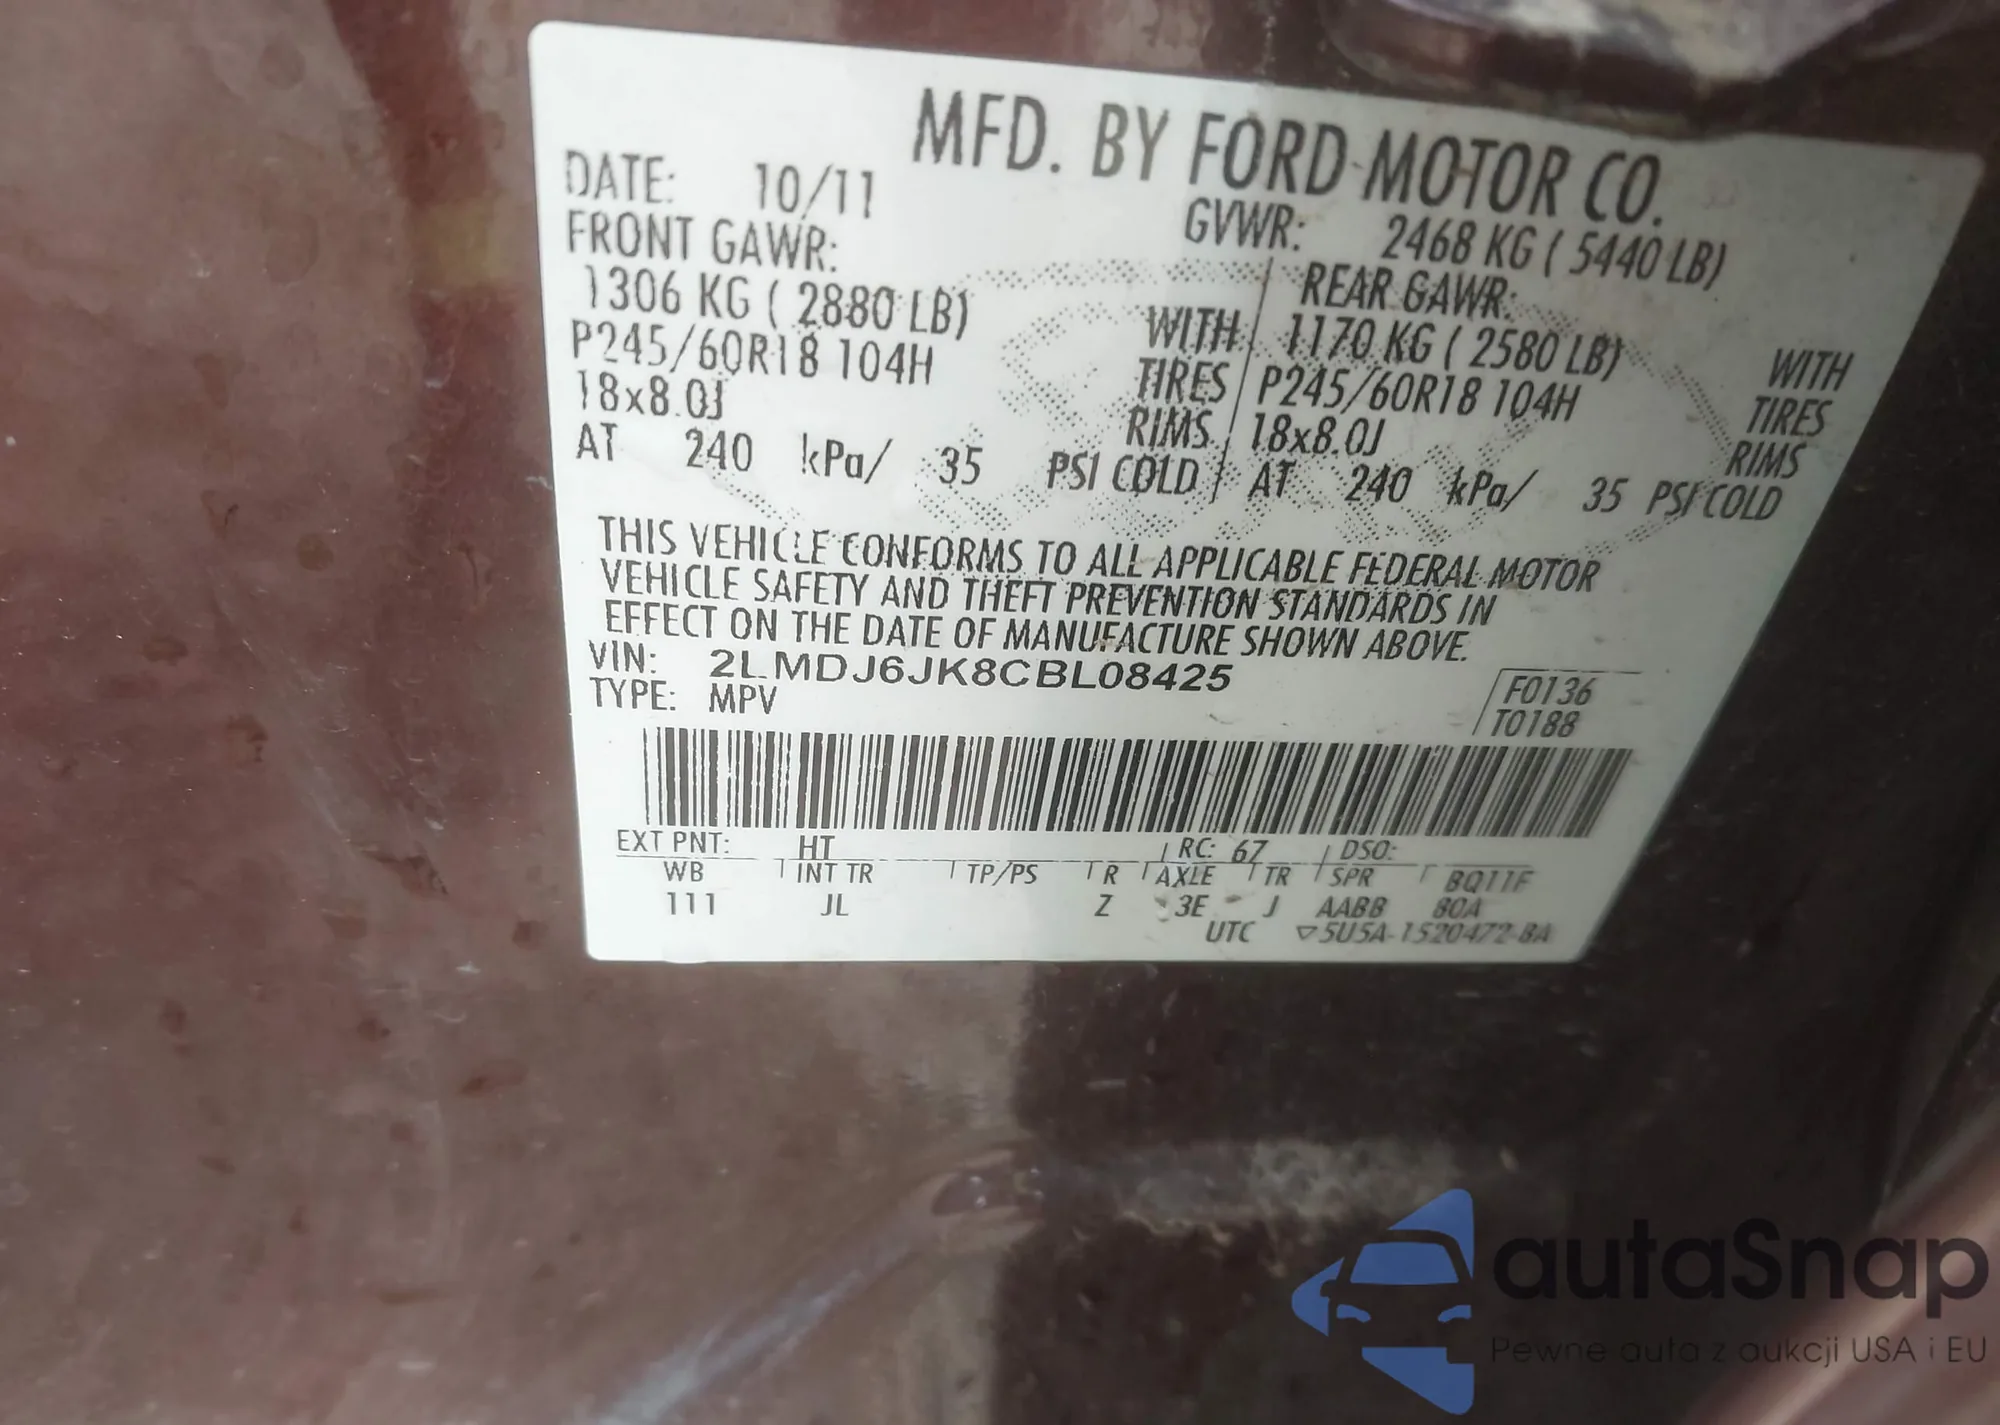 MFD. BY FORD MOTOR CO.
DATE: 10/11 GVWR: 2468 KG ( 5440 LB)
FRONT GAWR: REAR GAWR:
1306 KG ( 2880 LB) WITH 1170 KG ( 2580 LB) WITH
P245/60R18 104H TIRES P245/60R18 104H TIRES
18x8.0J RIMS 18x8.0J RIMS
AT 240 kPa/ 35 PSI COLD AT 240 kPa/ 35 PSI COLD
THIS VEHICLE CONFORMS TO ALL APPLICABLE FEDERAL MOTOR
VEHICLE SAFETY AND THEFT PREVENTION STANDARDS IN
EFFECT ON THE DATE OF MANUFACTURE SHOWN ABOVE.
VIN: 2LMDJ6JK8CBL08425
TYPE: MPV
F0136
T0188
EXT PNT: HT RC: 67 DSO:
WB INT TR TP/PS R AXLE TR SPR BQ11F
111 JL Z 3E J AABB 80A
UTC ▽5U5A-1520472-BA
autaSnap
Pewne auta z aukcji USA i EU